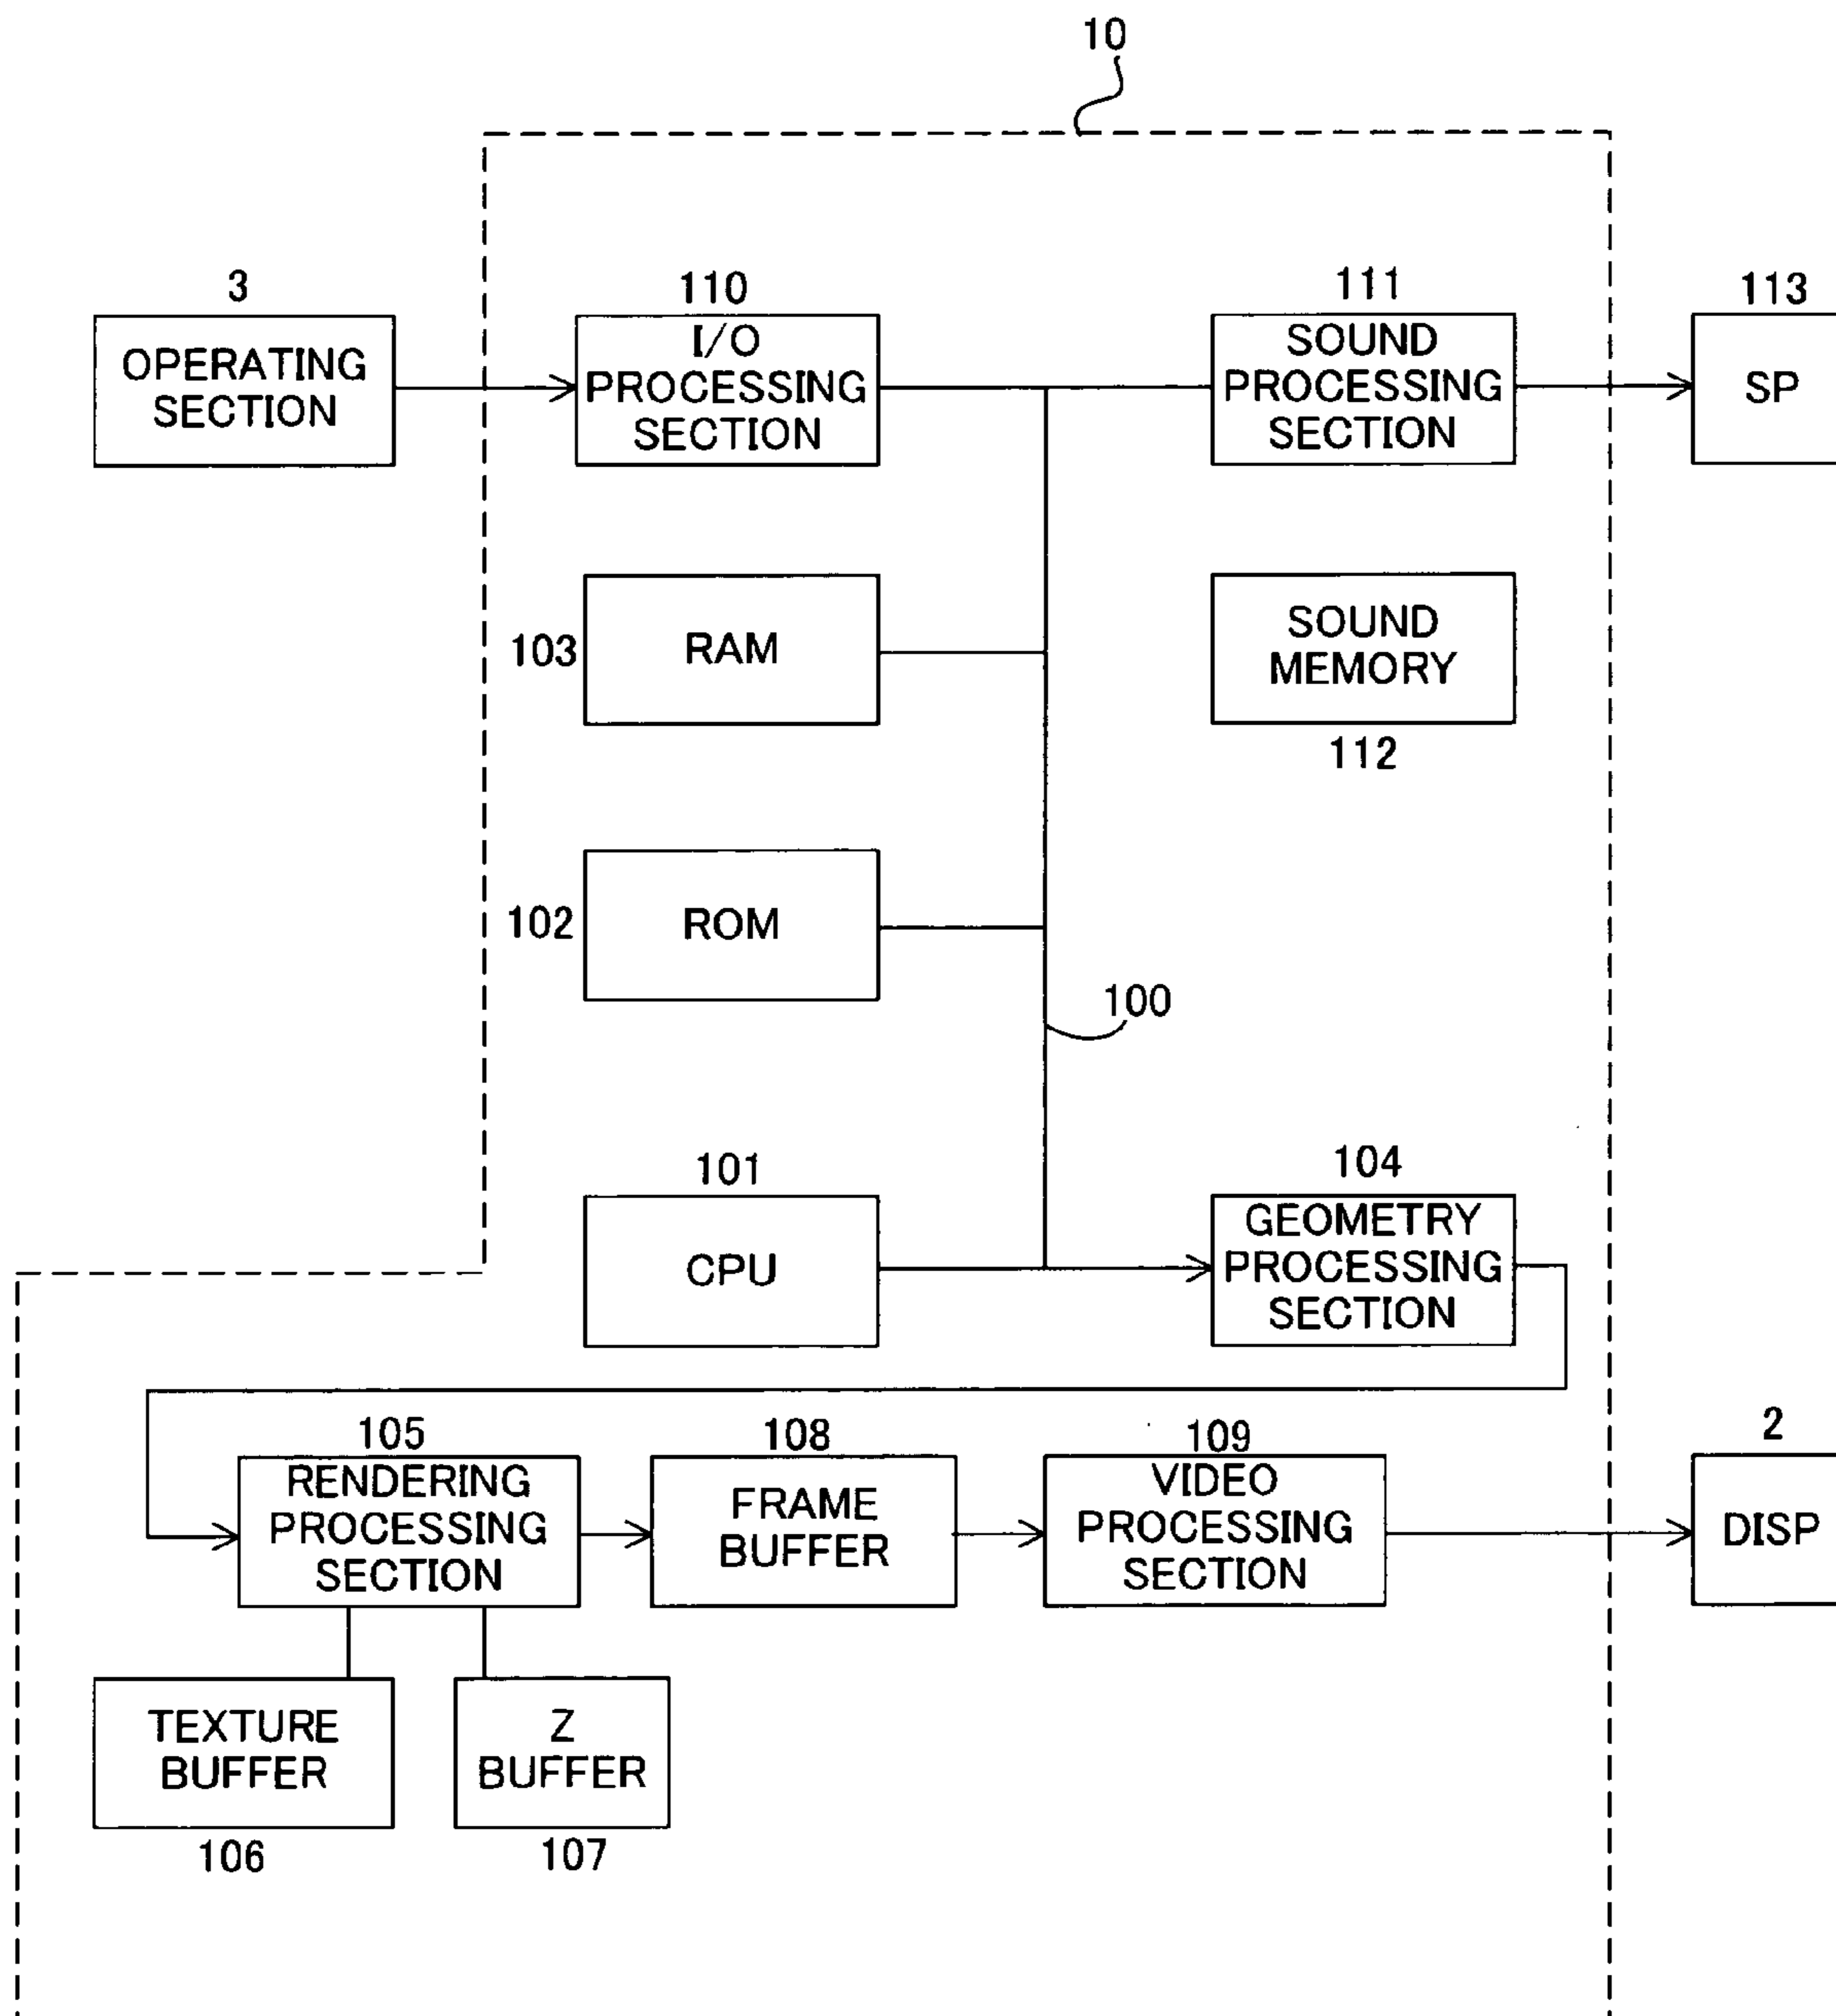 10
3
OPERATING
SECTION
110
I/O
PROCESSING
SECTION
111
SOUND
PROCESSING
SECTION
113
SP
103
RAM
SOUND
MEMORY
112
102
ROM
100
101
CPU
104
GEOMETRY
PROCESSING
SECTION
105
RENDERING
PROCESSING
SECTION
108
FRAME
BUFFER
109
VIDEO
PROCESSING
SECTION
2
DISP
TEXTURE
BUFFER
106
Z
BUFFER
107